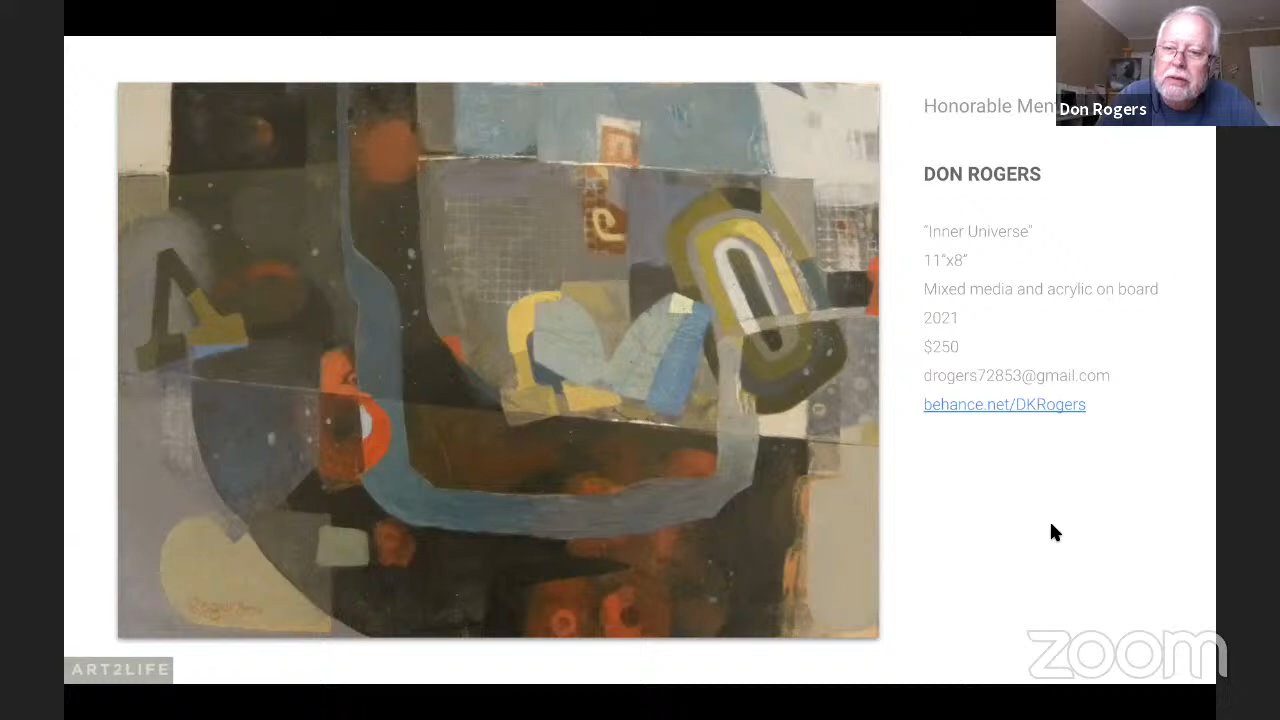 Honorable Men
Don Rogers
DON ROGERS
“Inner Universe”
11“x8”
Mixed media and acrylic on board
2021
$250
drogers72853@gmail.com
behance.net/DKRogers
ART2LIFE
zoom